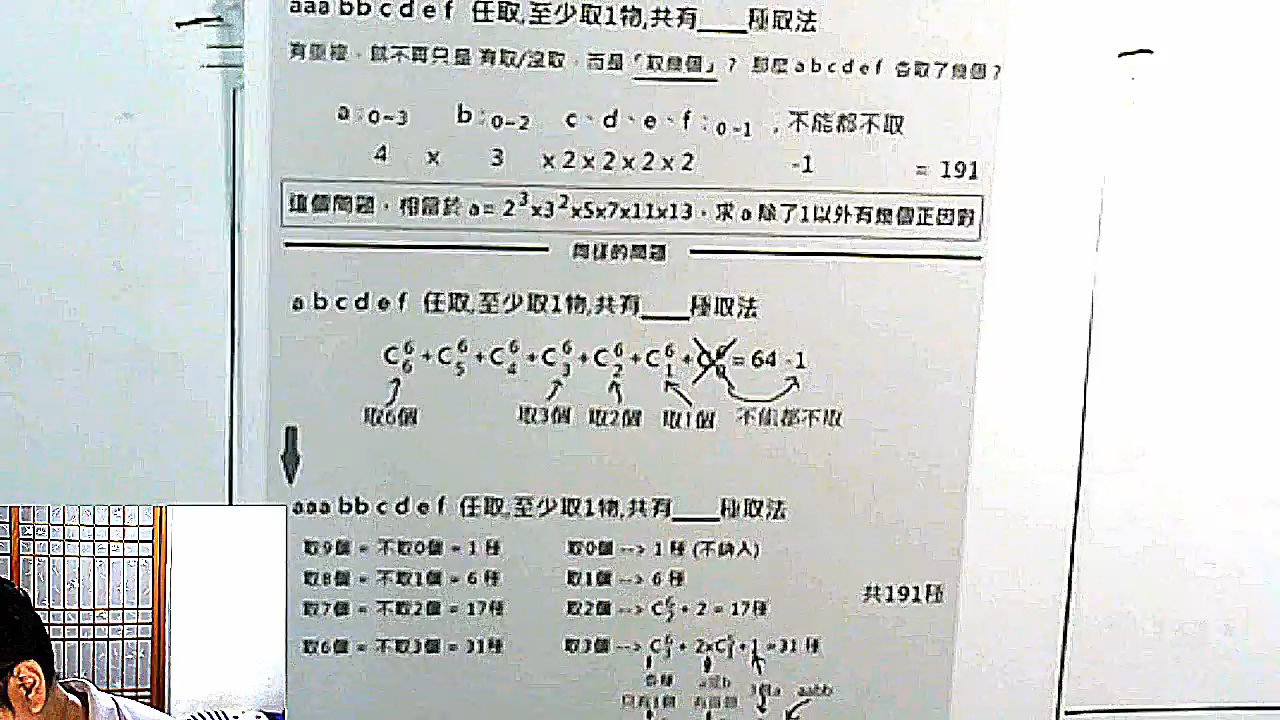 aaa bb c d e f 任取,至少取1物,共有____種取法
有重複,就不再只是 有取/沒取,而是「取幾個」? 那麼 a b c d e f 各取了幾個?
a:0~3 b:0~2 c、d、e、f:0~1 ,不能都不取
4 x 3 x 2 x 2 x 2 x 2 -1 = 191
這個問題,相當於 a = 2³x3²x5x7x11x13,求 a 除了1以外有幾個正因數
同樣的問題
a b c d e f 任取,至少取1物,共有____種取法
C⁶₆ + C⁶₅ + C⁶₄ + C⁶₃ + C⁶₂ + C⁶₁ + C⁶₀ = 64 -1
取6個 取3個 取2個 取1個 不能都不取
aaa bb c d e f 任取,至少取1物,共有____種取法
取9個 = 不取0個 = 1 種 取0個 --> 1 種 (不納入)
取8個 = 不取1個 = 6 種 取1個 --> 6 種
取7個 = 不取2個 = 17種 取2個 --> C⁶₂ + 2 = 17種
共191種
取6個 = 不取3個 = 31種 取3個 --> + 2x + 1 = 31 種
aabb